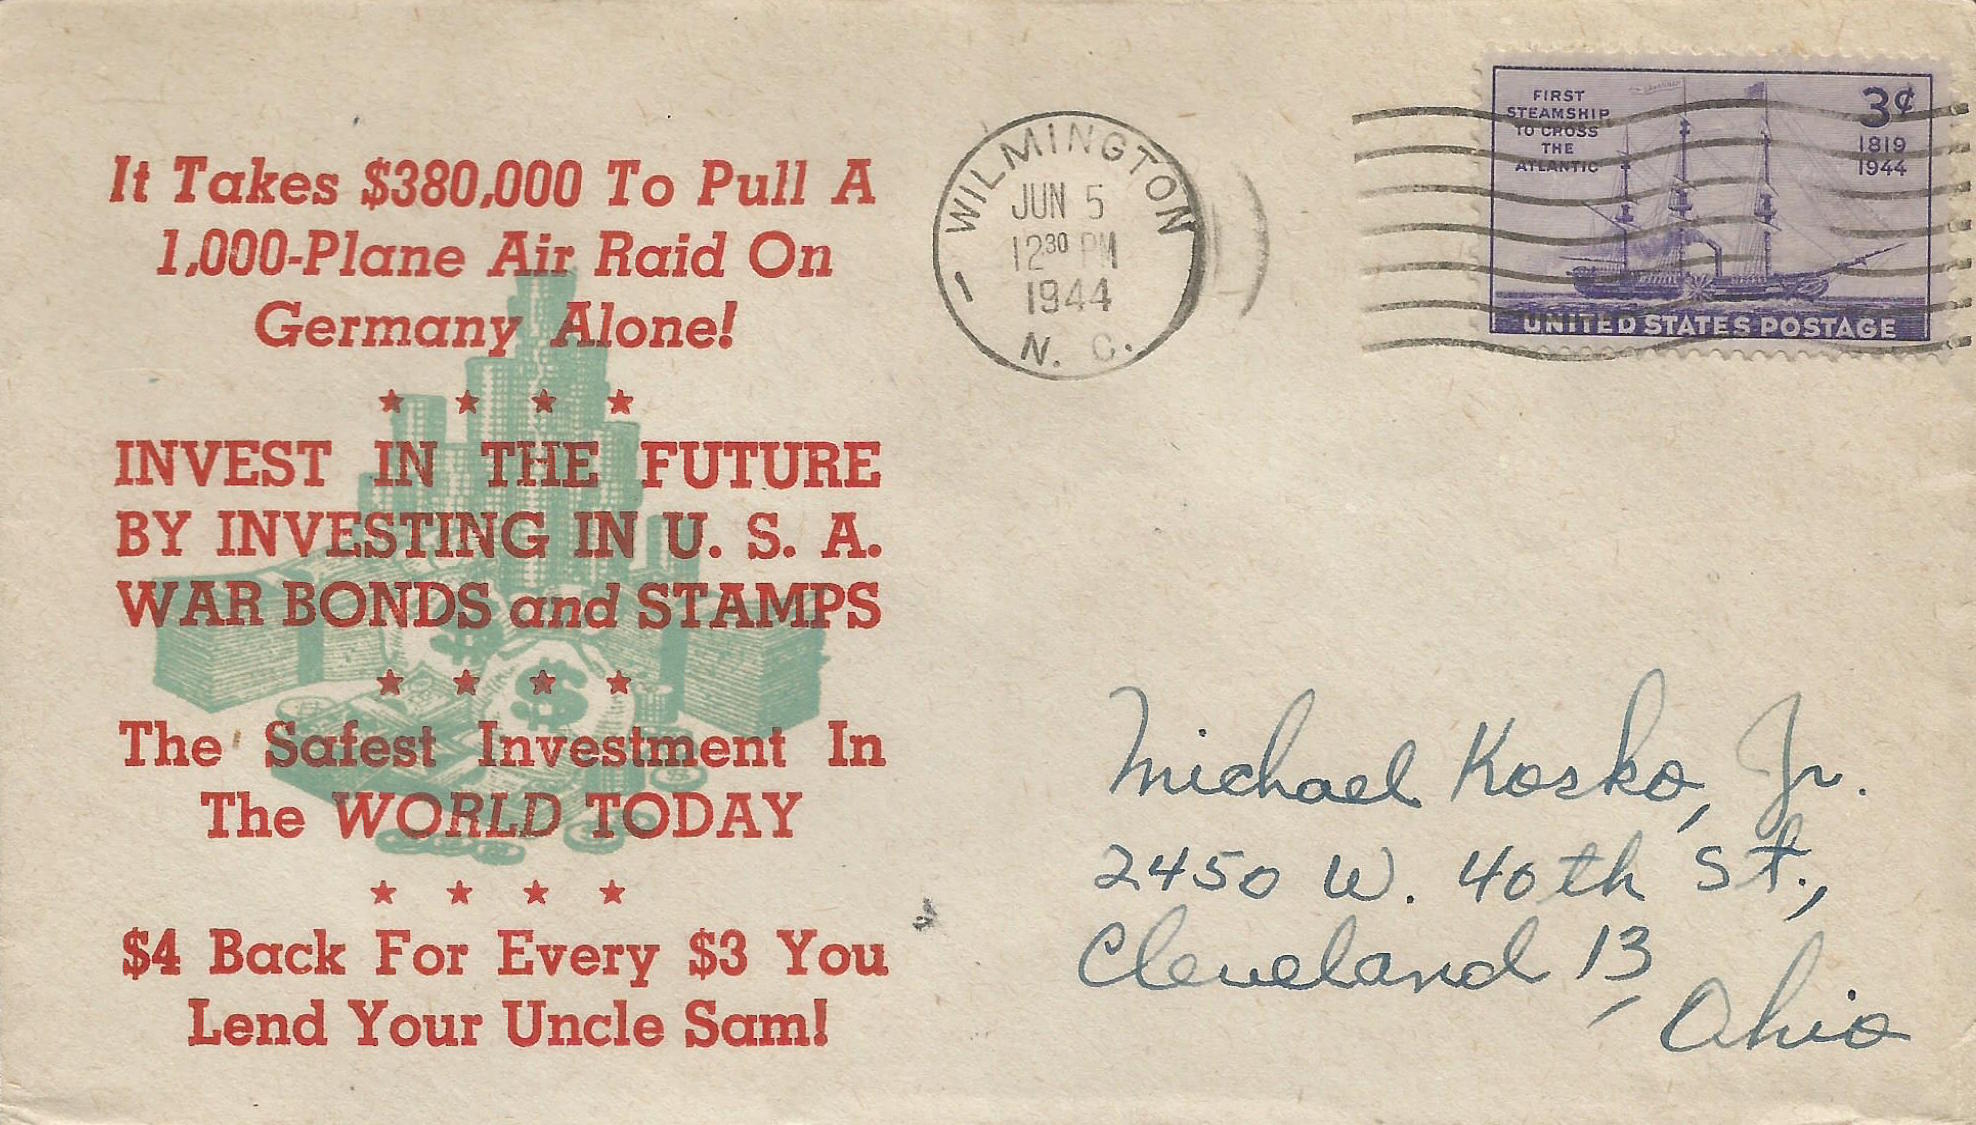 It Takes $380,000 To Pull A
1,000-Plane Air Raid On
Germany Alone!
INVEST IN THE FUTURE
BY INVESTING IN U. S. A.
WAR BONDS and STAMPS
The Safest Investment In
The WORLD TODAY
$4 Back For Every $3 You
Lend Your Uncle Sam!
WILMINGTON
JUN 5
12 30 PM
1944
N. C.
1
FIRST
STEAMSHIP
TO CROSS
THE
ATLANTIC
3¢
1819
1944
UNITED STATES POSTAGE
Michael Kosko, Jr.
2450 W. 40th St.,
Cleveland 13,
Ohio